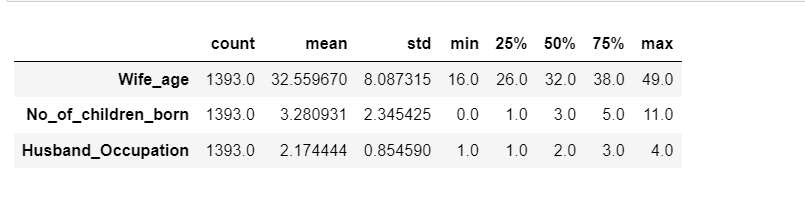 count mean std min 25% 50% 75% max
Wife_age 1393.0 32.559670 8.087315 16.0 26.0 32.0 38.0 49.0
No_of_children_born 1393.0 3.280931 2.345425 0.0 1.0 3.0 5.0 11.0
Husband_Occupation 1393.0 2.174444 0.854590 1.0 1.0 2.0 3.0 4.0